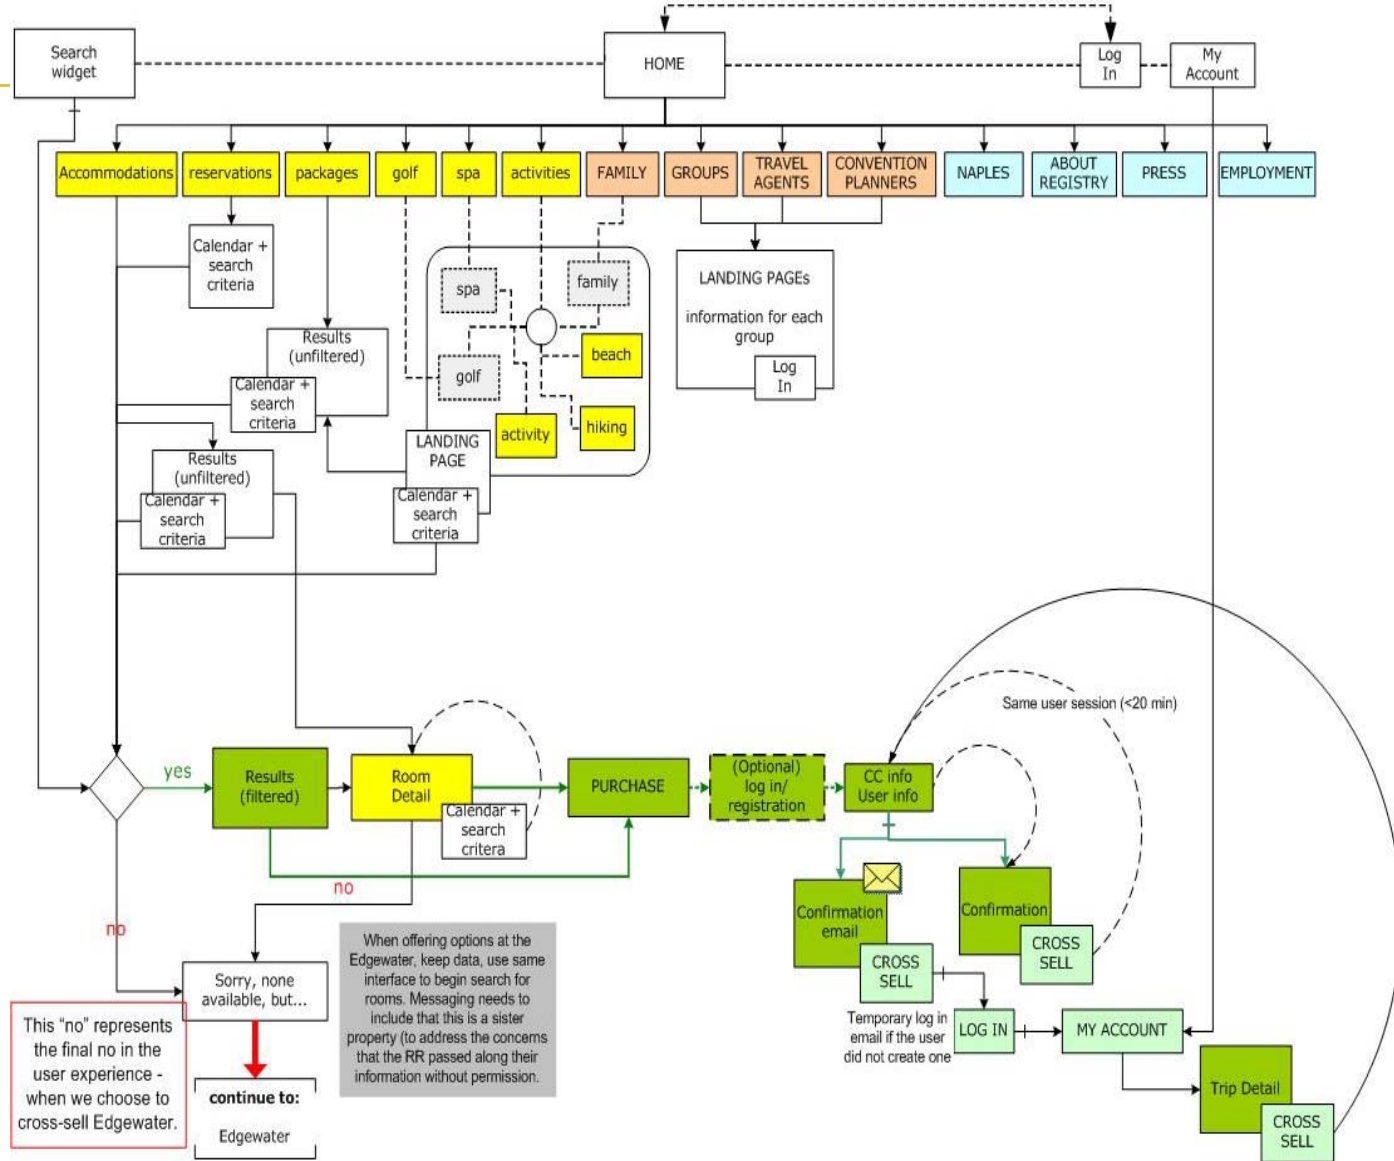 Search
widget
HOME
Log
In
My
Account
Accommodations
reservations
packages
golf
spa
activities
FAMILY
GROUPS
TRAVEL
AGENTS
CONVENTION
PLANNERS
NAPLES
ABOUT
REGISTRY
PRESS
EMPLOYMENT
Calendar +
search
criteria
spa
family
LANDING PAGEs
information for each
group
Log
In
Results
(unfiltered)
Calendar +
search
criteria
golf
beach
activity
hiking
LANDING
PAGE
Calendar +
search
criteria
Results
(unfiltered)
Calendar +
search
criteria
Same user session (<20 min)
yes
Results
(filtered)
Room
Detail
Calendar +
search
critera
PURCHASE
(Optional)
log in/
registration
CC info
User info
no
no
Confirmation
email
CROSS
SELL
Confirmation
CROSS
SELL
When offering options at the
Edgewater, keep data, use same
interface to begin search for
rooms. Messaging needs to
include that this is a sister
property (to address the concerns
that the RR passed along their
information without permission.
Sorry, none
available, but...
This "no" represents
the final no in the
user experience -
when we choose to
cross-sell Edgewater.
continue to:
Edgewater
Temporary log in
email if the user
did not create one
LOG IN
MY ACCOUNT
Trip Detail
CROSS
SELL